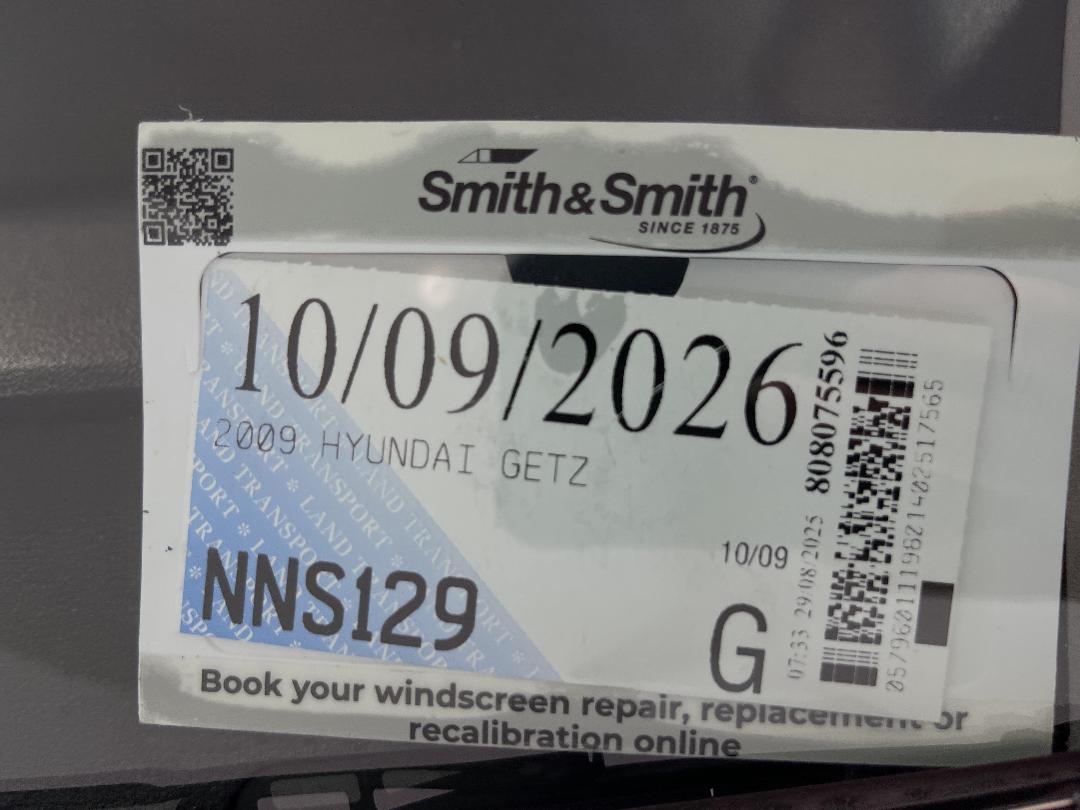 Smith&Smith®
SINCE 1875
10/09/2026
2009 HYUNDAI GETZ
10/09
NNS129
G
808075596
07:33 29/08/2025
Book your windscreen repair, replacement or
recalibration online